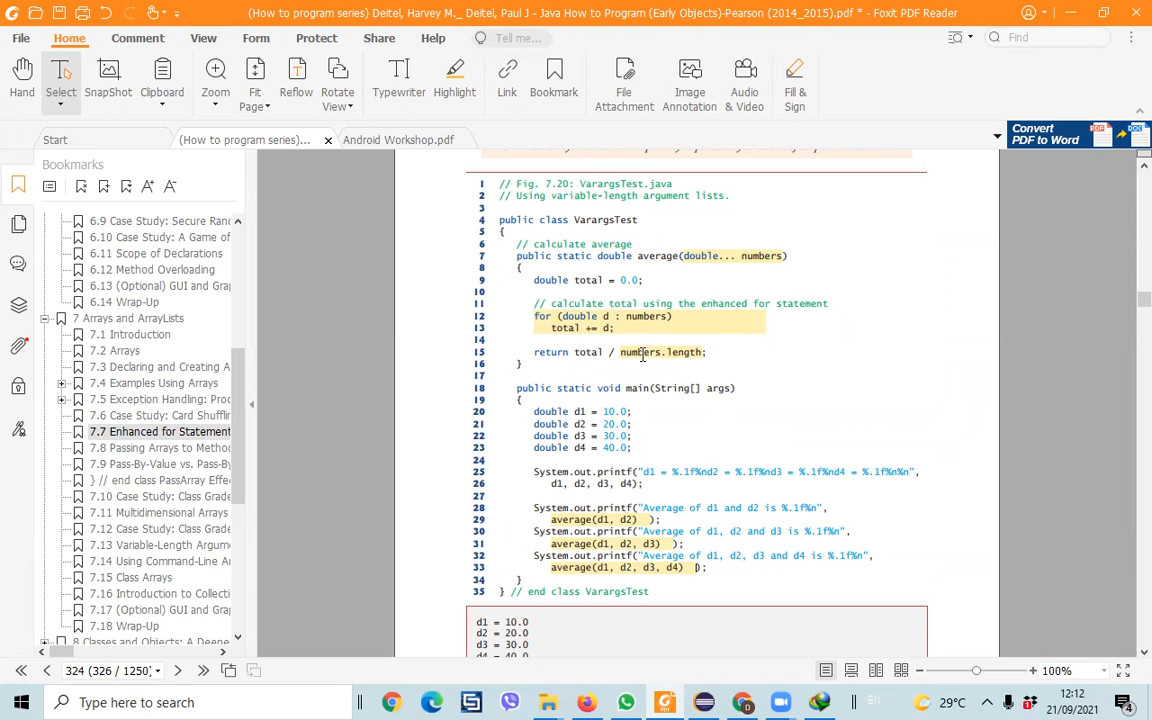 (How to program series) Deitel, Harvey M._ Deitel, Paul J - Java How to Program (Early Objects)-Pearson (2014_2015).pdf * - Foxit PDF Reader
File Home Comment View Form Protect Share Help Tell me... Find
Hand Select SnapShot Clipboard Zoom Fit Page Reflow Rotate View Typewriter Highlight Link Bookmark File Attachment Image Annotation Audio & Video Fill & Sign
Start (How to program series)... Android Workshop.pdf Convert PDF to Word
Bookmarks
6.9 Case Study: Secure Ranc
6.10 Case Study: A Game of
6.11 Scope of Declarations
6.12 Method Overloading
6.13 (Optional) GUI and Grap
6.14 Wrap-Up
7 Arrays and ArrayLists
7.1 Introduction
7.2 Arrays
7.3 Declaring and Creating A
7.4 Examples Using Arrays
7.5 Exception Handling: Proc
7.6 Case Study: Card Shufflin
7.7 Enhanced for Statement
7.8 Passing Arrays to Metho
7.9 Pass-By-Value vs. Pass-By
} // end class PassArray Effec
7.10 Case Study: Class Grade
7.11 Multidimensional Arrays
7.12 Case Study: Class Grade
7.13 Variable-Length Argum
7.14 Using Command-Line A
7.15 Class Arrays
7.16 Introduction to Collecti
7.17 (Optional) GUI and Grap
7.18 Wrap-Up
8 Classes and Objects: A Deepe
1 // Fig. 7.20: VarargsTest.java
2 // Using variable-length argument lists.
3
4 public class VarargsTest
5 {
6 // calculate average
7 public static double average(double... numbers)
8 {
9 double total = 0.0;
10
11 // calculate total using the enhanced for statement
12 for (double d : numbers)
13 total += d;
14
15 return total / numbers.length;
16 }
17
18 public static void main(String[] args)
19 {
20 double d1 = 10.0;
21 double d2 = 20.0;
22 double d3 = 30.0;
23 double d4 = 40.0;
24
25 System.out.printf("d1 = %.1f%nd2 = %.1f%nd3 = %.1f%nd4 = %.1f%n%n",
26 d1, d2, d3, d4);
27
28 System.out.printf("Average of d1 and d2 is %.1f%n",
29 average(d1, d2) );
30 System.out.printf("Average of d1, d2 and d3 is %.1f%n",
31 average(d1, d2, d3) );
32 System.out.printf("Average of d1, d2, d3 and d4 is %.1f%n",
33 average(d1, d2, d3, d4) );
34 }
35 } // end class VarargsTest
d1 = 10.0
d2 = 20.0
d3 = 30.0
d4 = 40.0
324 (326 / 1250) 100%
Type here to search EN 29°C 12:12
21/09/2021 4